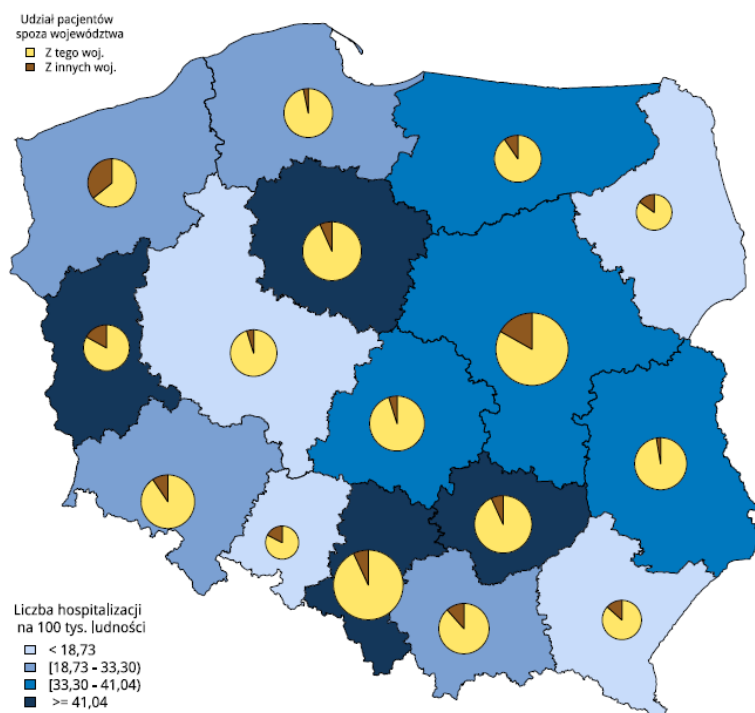 Udział pacjentów
spoza województwa
Z tego woj.
Z innych woj.
Liczba hospitalizacji
na 100 tys. ludności
< 18,73
[18,73 - 33,30)
[33,30 - 41,04)
>= 41,04